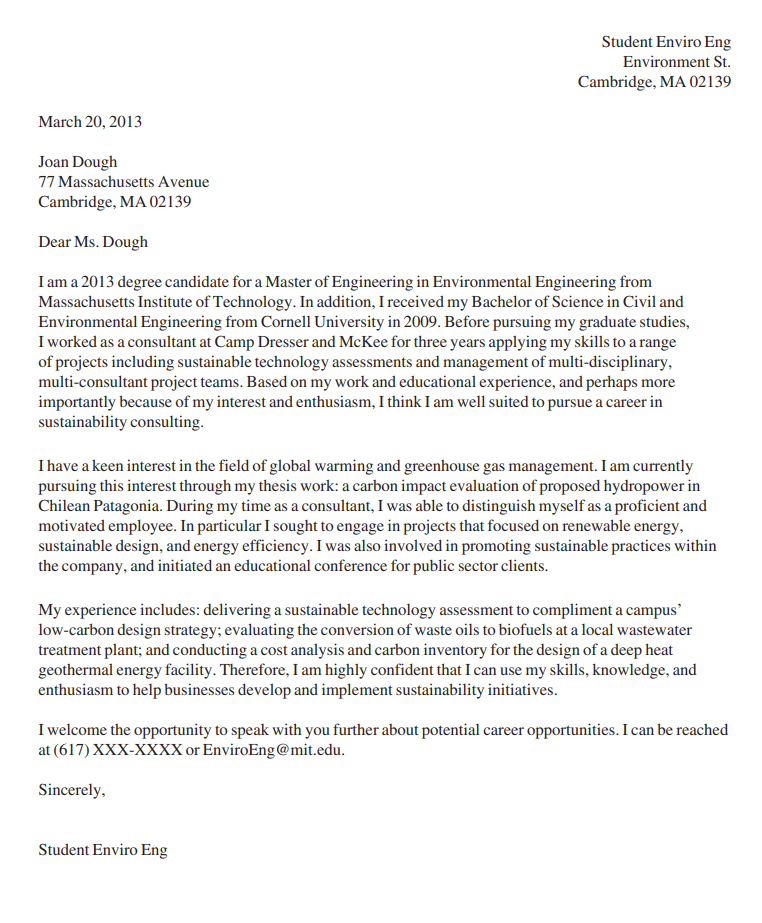 Student Enviro Eng
Environment St.
Cambridge, MA 02139
March 20, 2013
Joan Dough
77 Massachusetts Avenue
Cambridge, MA 02139
Dear Ms. Dough
I am a 2013 degree candidate for a Master of Engineering in Environmental Engineering from
Massachusetts Institute of Technology. In addition, I received my Bachelor of Science in Civil and
Environmental Engineering from Cornell University in 2009. Before pursuing my graduate studies,
I worked as a consultant at Camp Dresser and McKee for three years applying my skills to a range
of projects including sustainable technology assessments and management of multi-disciplinary,
multi-consultant project teams. Based on my work and educational experience, and perhaps more
importantly because of my interest and enthusiasm, I think I am well suited to pursue a career in
sustainability consulting.
I have a keen interest in the field of global warming and greenhouse gas management. I am currently
pursuing this interest through my thesis work: a carbon impact evaluation of proposed hydropower in
Chilean Patagonia. During my time as a consultant, I was able to distinguish myself as a proficient and
motivated employee. In particular I sought to engage in projects that focused on renewable energy,
sustainable design, and energy efficiency. I was also involved in promoting sustainable practices within
the company, and initiated an educational conference for public sector clients.
My experience includes: delivering a sustainable technology assessment to compliment a campus’
low-carbon design strategy; evaluating the conversion of waste oils to biofuels at a local wastewater
treatment plant; and conducting a cost analysis and carbon inventory for the design of a deep heat
geothermal energy facility. Therefore, I am highly confident that I can use my skills, knowledge, and
enthusiasm to help businesses develop and implement sustainability initiatives.
I welcome the opportunity to speak with you further about potential career opportunities. I can be reached
at (617) XXX-XXXX or EnviroEng@mit.edu.
Sincerely,
Student Enviro Eng